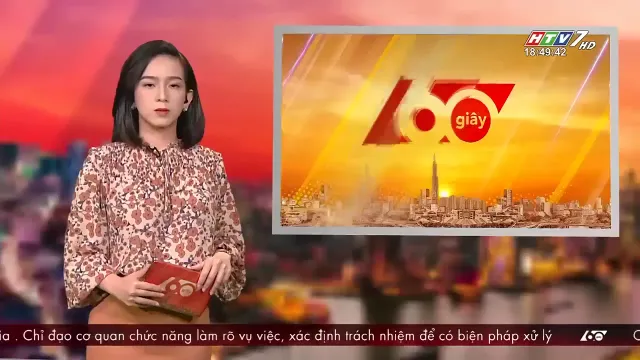 HTV7 HD
18:49:42
60 giây
ia . Chỉ đạo cơ quan chức năng làm rõ vụ việc, xác định trách nhiệm để có biện pháp xử lý 60 C